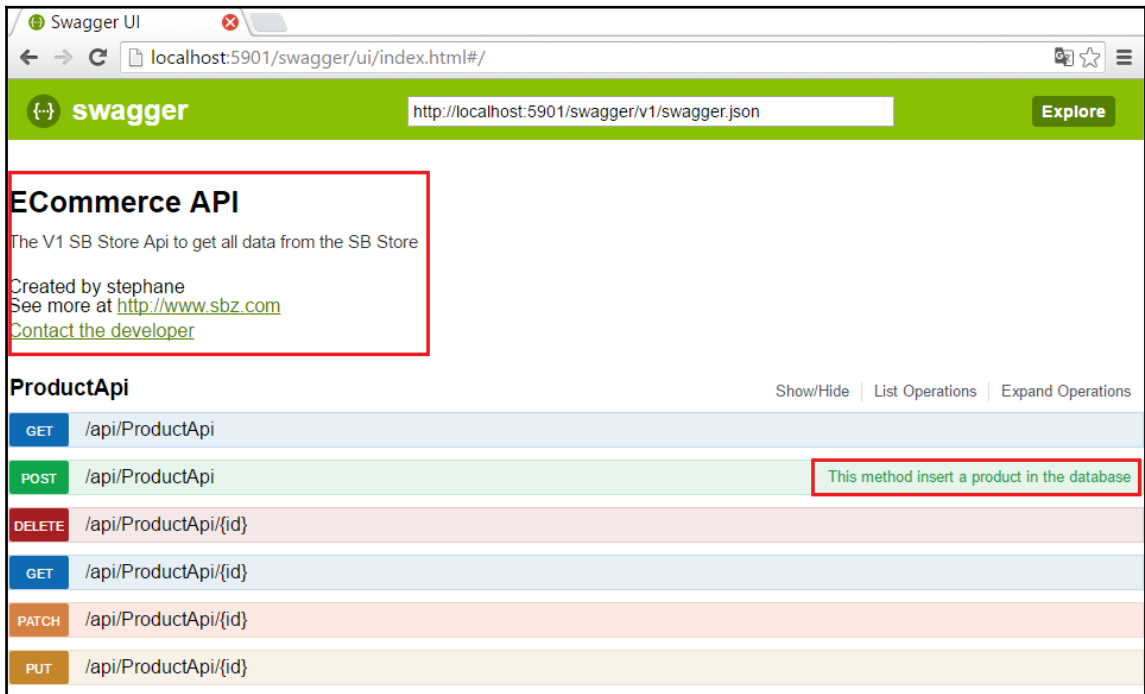 Swagger UI
localhost:5901/swagger/ui/index.html#/
swagger http://localhost:5901/swagger/v1/swagger.json Explore
ECommerce API
The V1 SB Store Api to get all data from the SB Store
Created by stephane
See more at http://www.sbz.com
Contact the developer
ProductApi Show/Hide List Operations Expand Operations
GET /api/ProductApi
POST /api/ProductApi This method insert a product in the database
DELETE /api/ProductApi/{id}
GET /api/ProductApi/{id}
PATCH /api/ProductApi/{id}
PUT /api/ProductApi/{id}